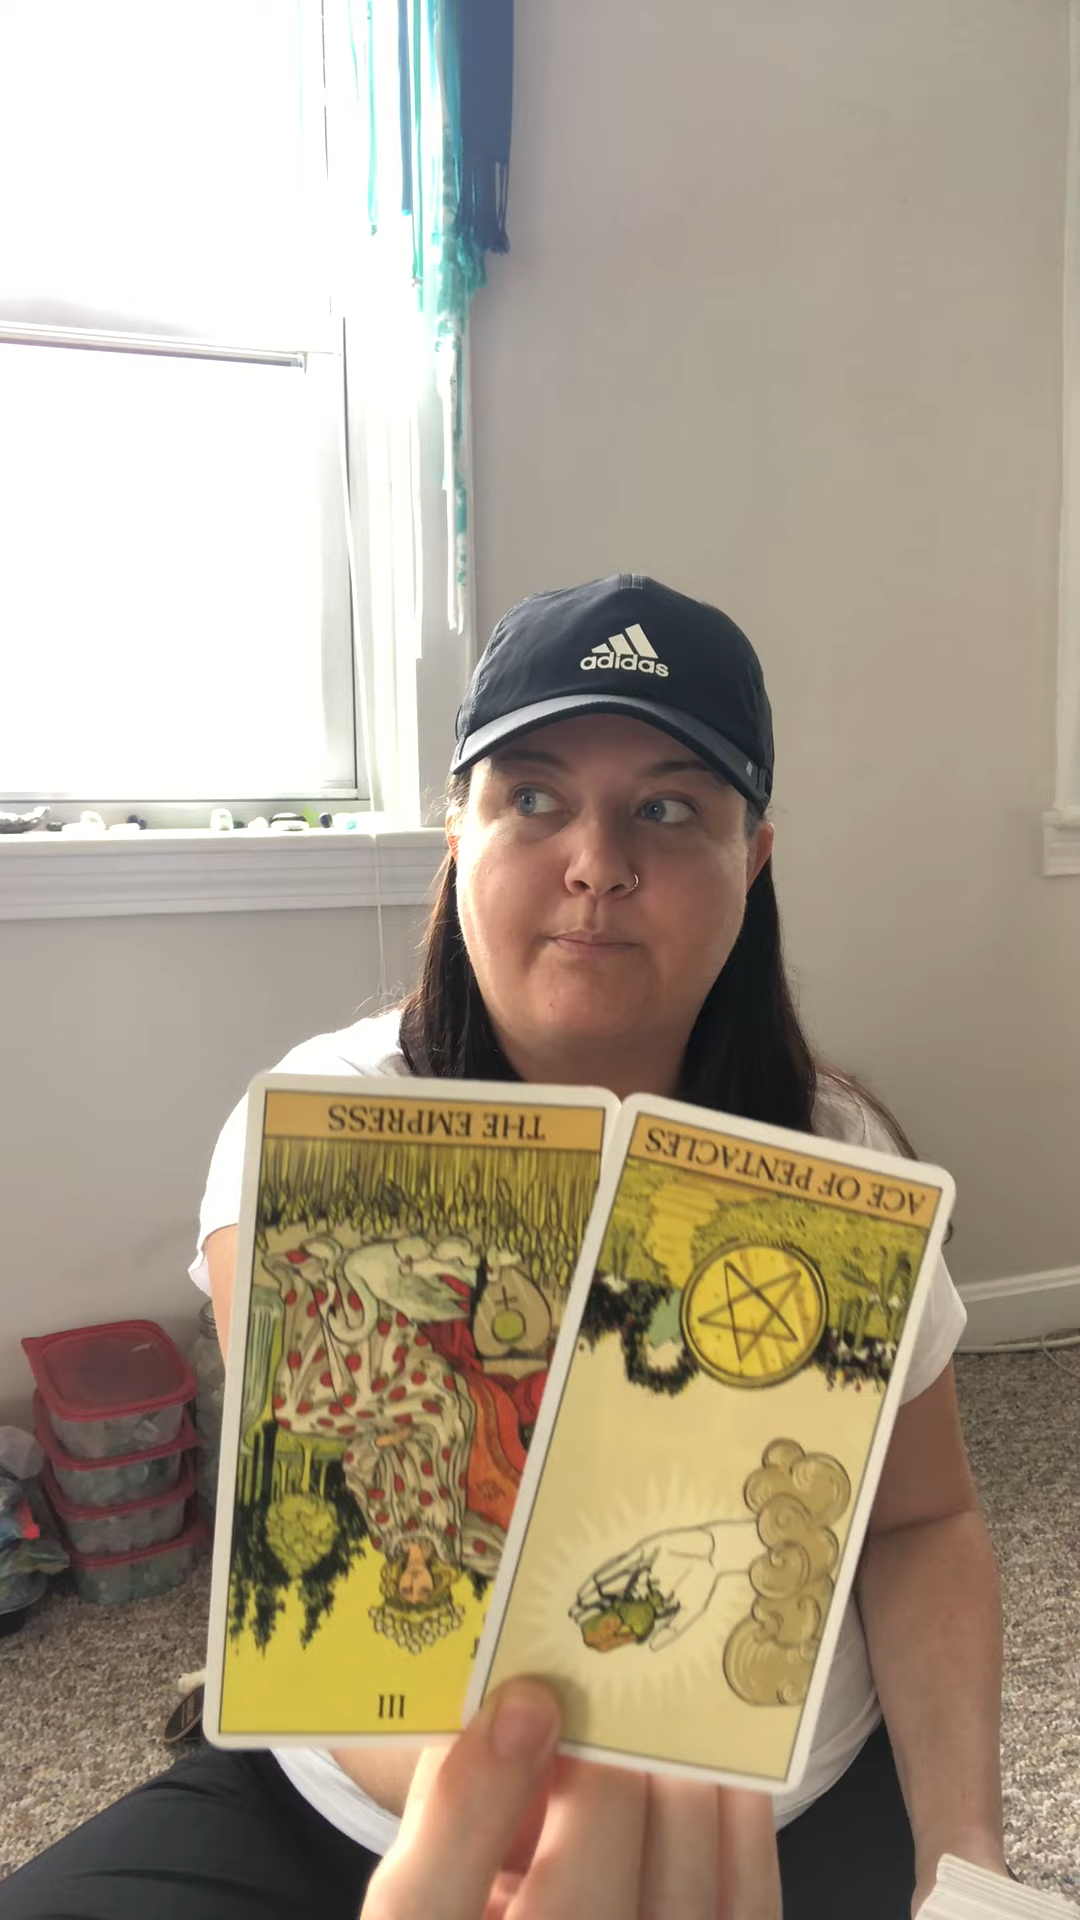 adidas
THE EMPRESS
ACE OF PENTACLES
III